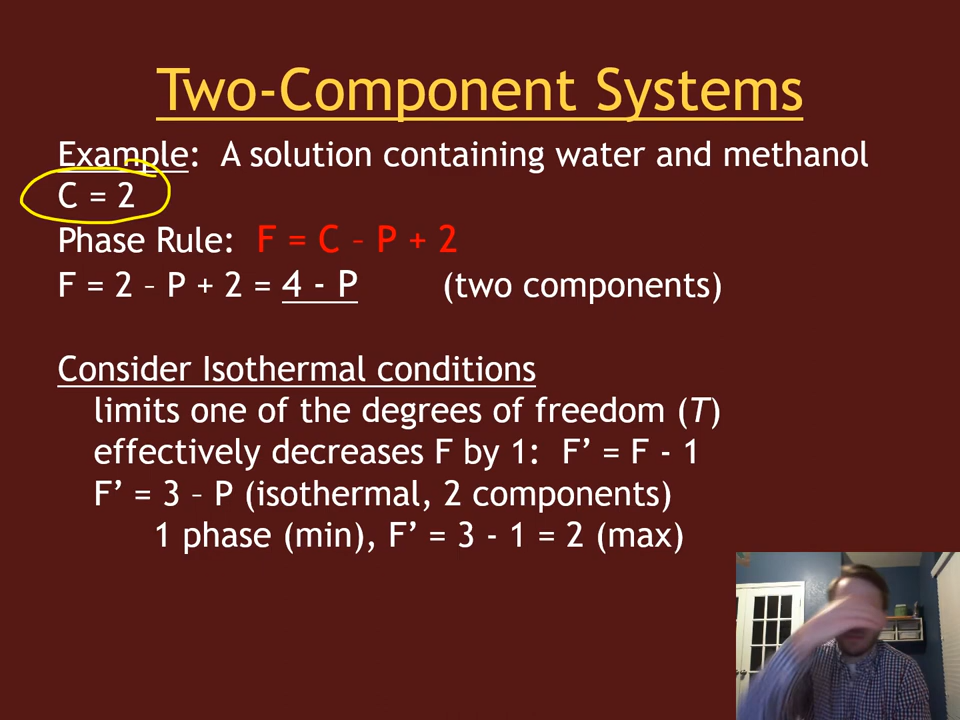 Two-Component Systems
Example: A solution containing water and methanol
C = 2
Phase Rule: F = C – P + 2
F = 2 – P + 2 = 4 - P (two components)
Consider Isothermal conditions
limits one of the degrees of freedom (T)
effectively decreases F by 1: F’ = F - 1
F’ = 3 – P (isothermal, 2 components)
1 phase (min), F’ = 3 - 1 = 2 (max)